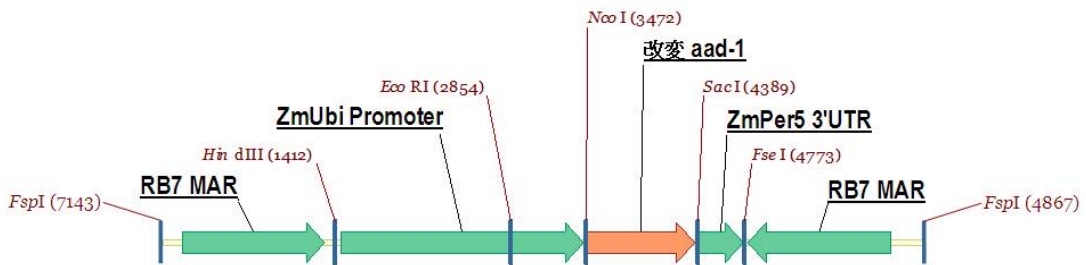 Nco I (3472)
改変 aad-1
Eco RI (2854)
Sac I (4389)
ZmUbi Promoter
ZmPer5 3'UTR
Hin dIII (1412)
Fse I (4773)
RB7 MAR
RB7 MAR
FspI (7143)
FspI (4867)